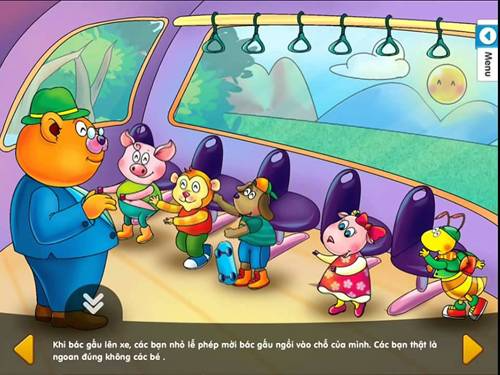 Menu
Khi bác gấu lên xe, các bạn nhỏ lễ phép mời bác gấu ngồi vào chỗ của mình. Các bạn thật là
ngoan đúng không các bé .